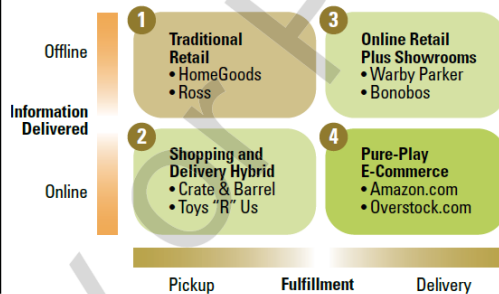 Offline
Information
Delivered
Online
1
Traditional
Retail
• HomeGoods
• Ross
3
Online Retail
Plus Showrooms
• Warby Parker
• Bonobos
2
Shopping and
Delivery Hybrid
• Crate & Barrel
• Toys "R" Us
4
Pure-Play
E-Commerce
• Amazon.com
• Overstock.com
Pickup
Fulfillment
Delivery